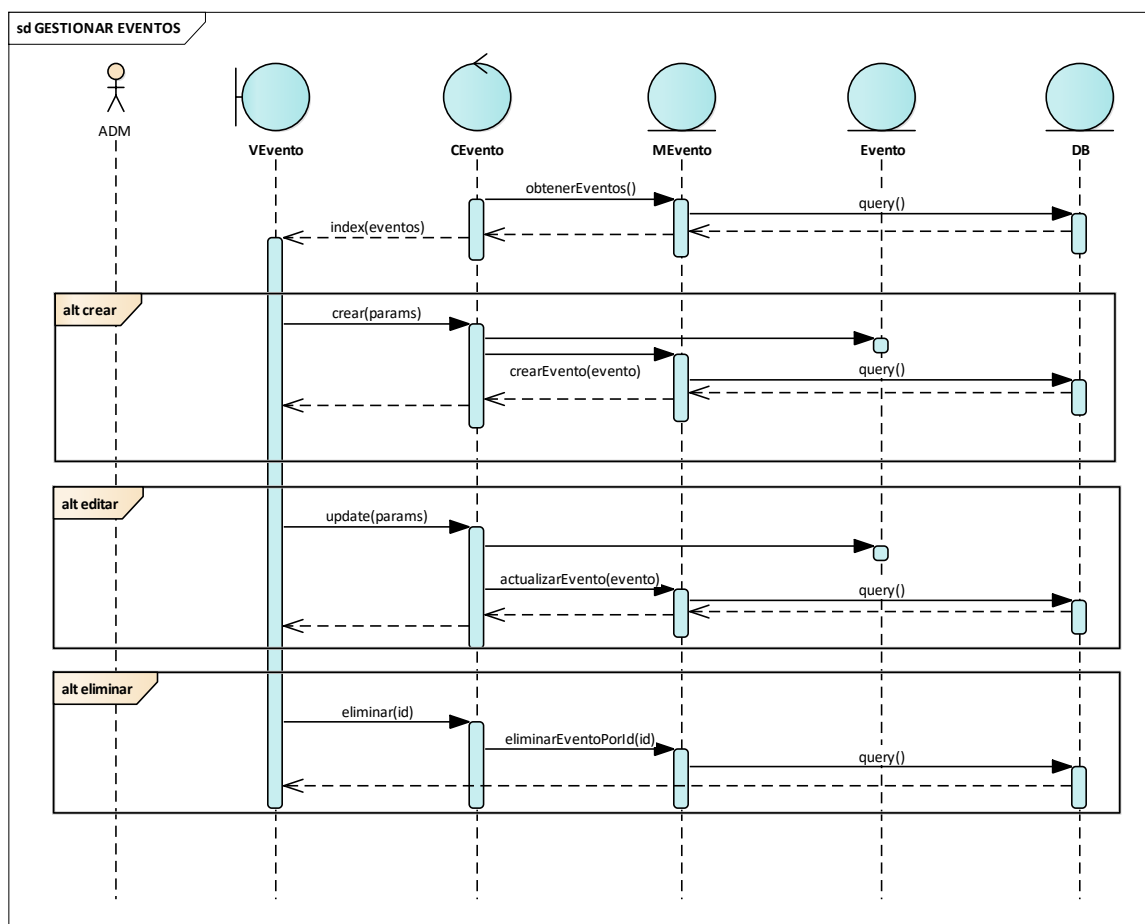 sd GESTIONAR EVENTOS
ADM
VEvento
CEvento
MEvento
Evento
DB
obtenerEventos()
query()
index(eventos)
alt crear
crear(params)
crearEvento(evento)
query()
alt editar
update(params)
actualizarEvento(evento)
query()
alt eliminar
eliminar(id)
eliminarEventoPorId(id)
query()